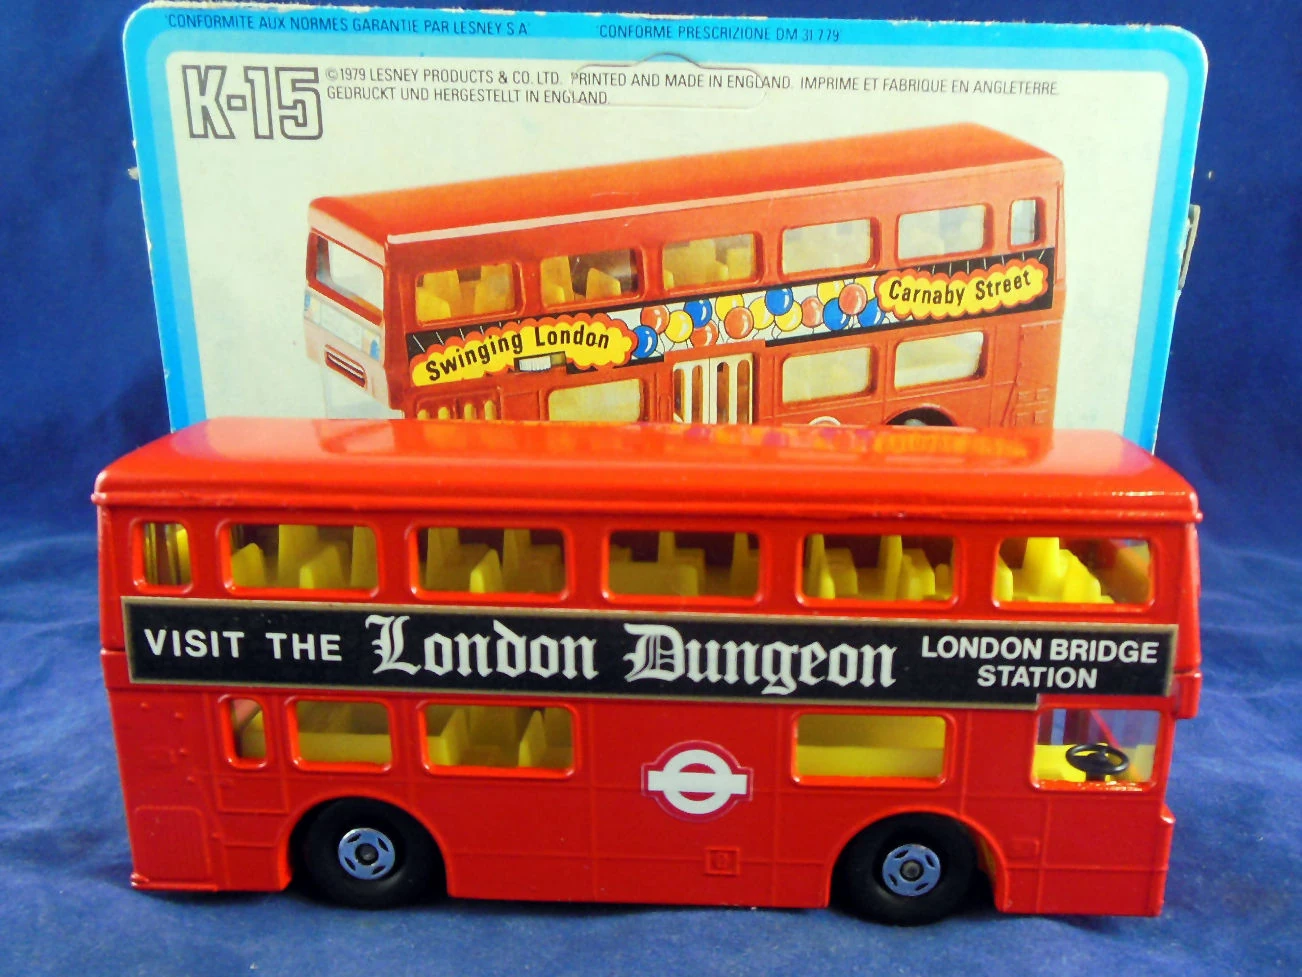 "CONFORMITE AUX NORMES GARANTIE PAR LESNEY S A" "CONFORME PRESCRIZIONE DM 31 7 79"
K-15
©1979 LESNEY PRODUCTS & CO. LTD. PRINTED AND MADE IN ENGLAND. IMPRIME ET FABRIQUE EN ANGLETERRE.
GEDRUCKT UND HERGESTELLT IN ENGLAND.
Swinging London Carnaby Street
VISIT THE London Dungeon LONDON BRIDGE
STATION